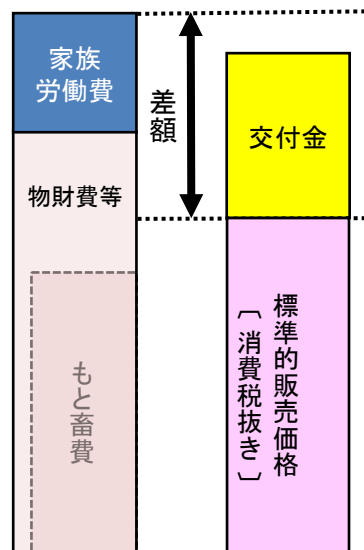 家族
労働費
差額
交付金
物財費等
もと畜費
標準的販売価格
〔消費税抜き〕